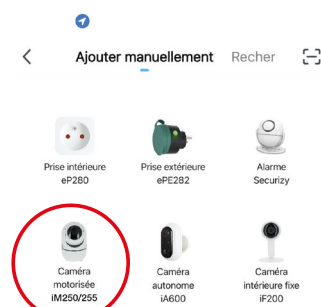 Ajouter manuellement Recher
Prise intérieure Prise extérieure Alarme
eP280 ePE282 Securizy
Caméra Caméra Caméra
motorisée autonome intérieure fixe
iM250/255 iA600 iF200